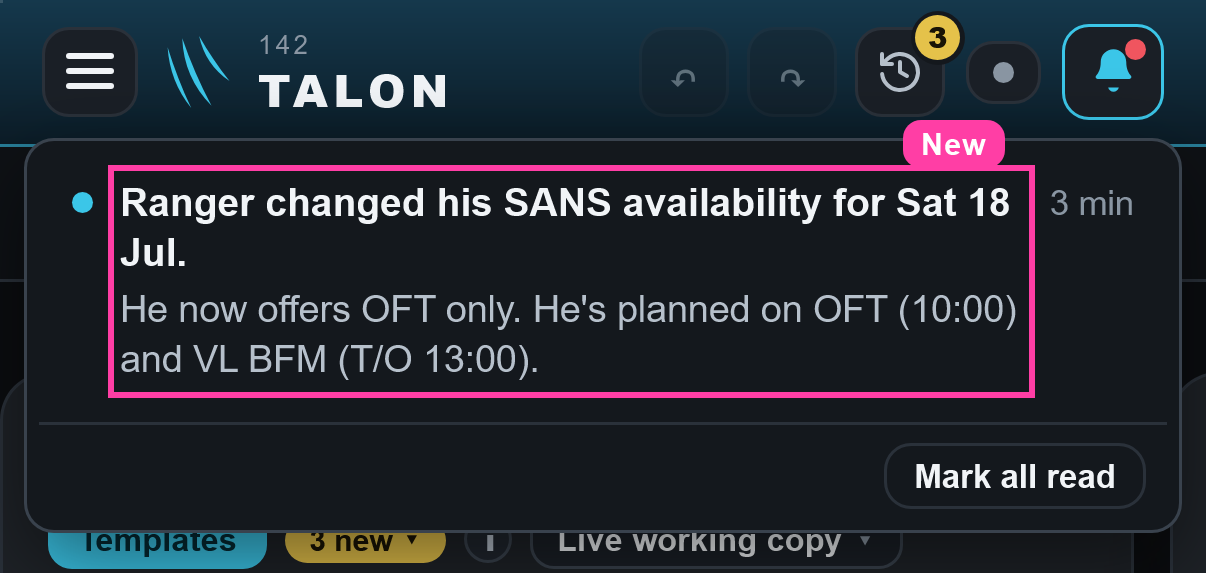 142
TALON
3
New
Ranger changed his SANS availability for Sat 18
Jul.
3 min
He now offers OFT only. He's planned on OFT (10:00)
and VL BFM (T/O 13:00).
Mark all read
Templates
3 new ▾
Live working copy ▾